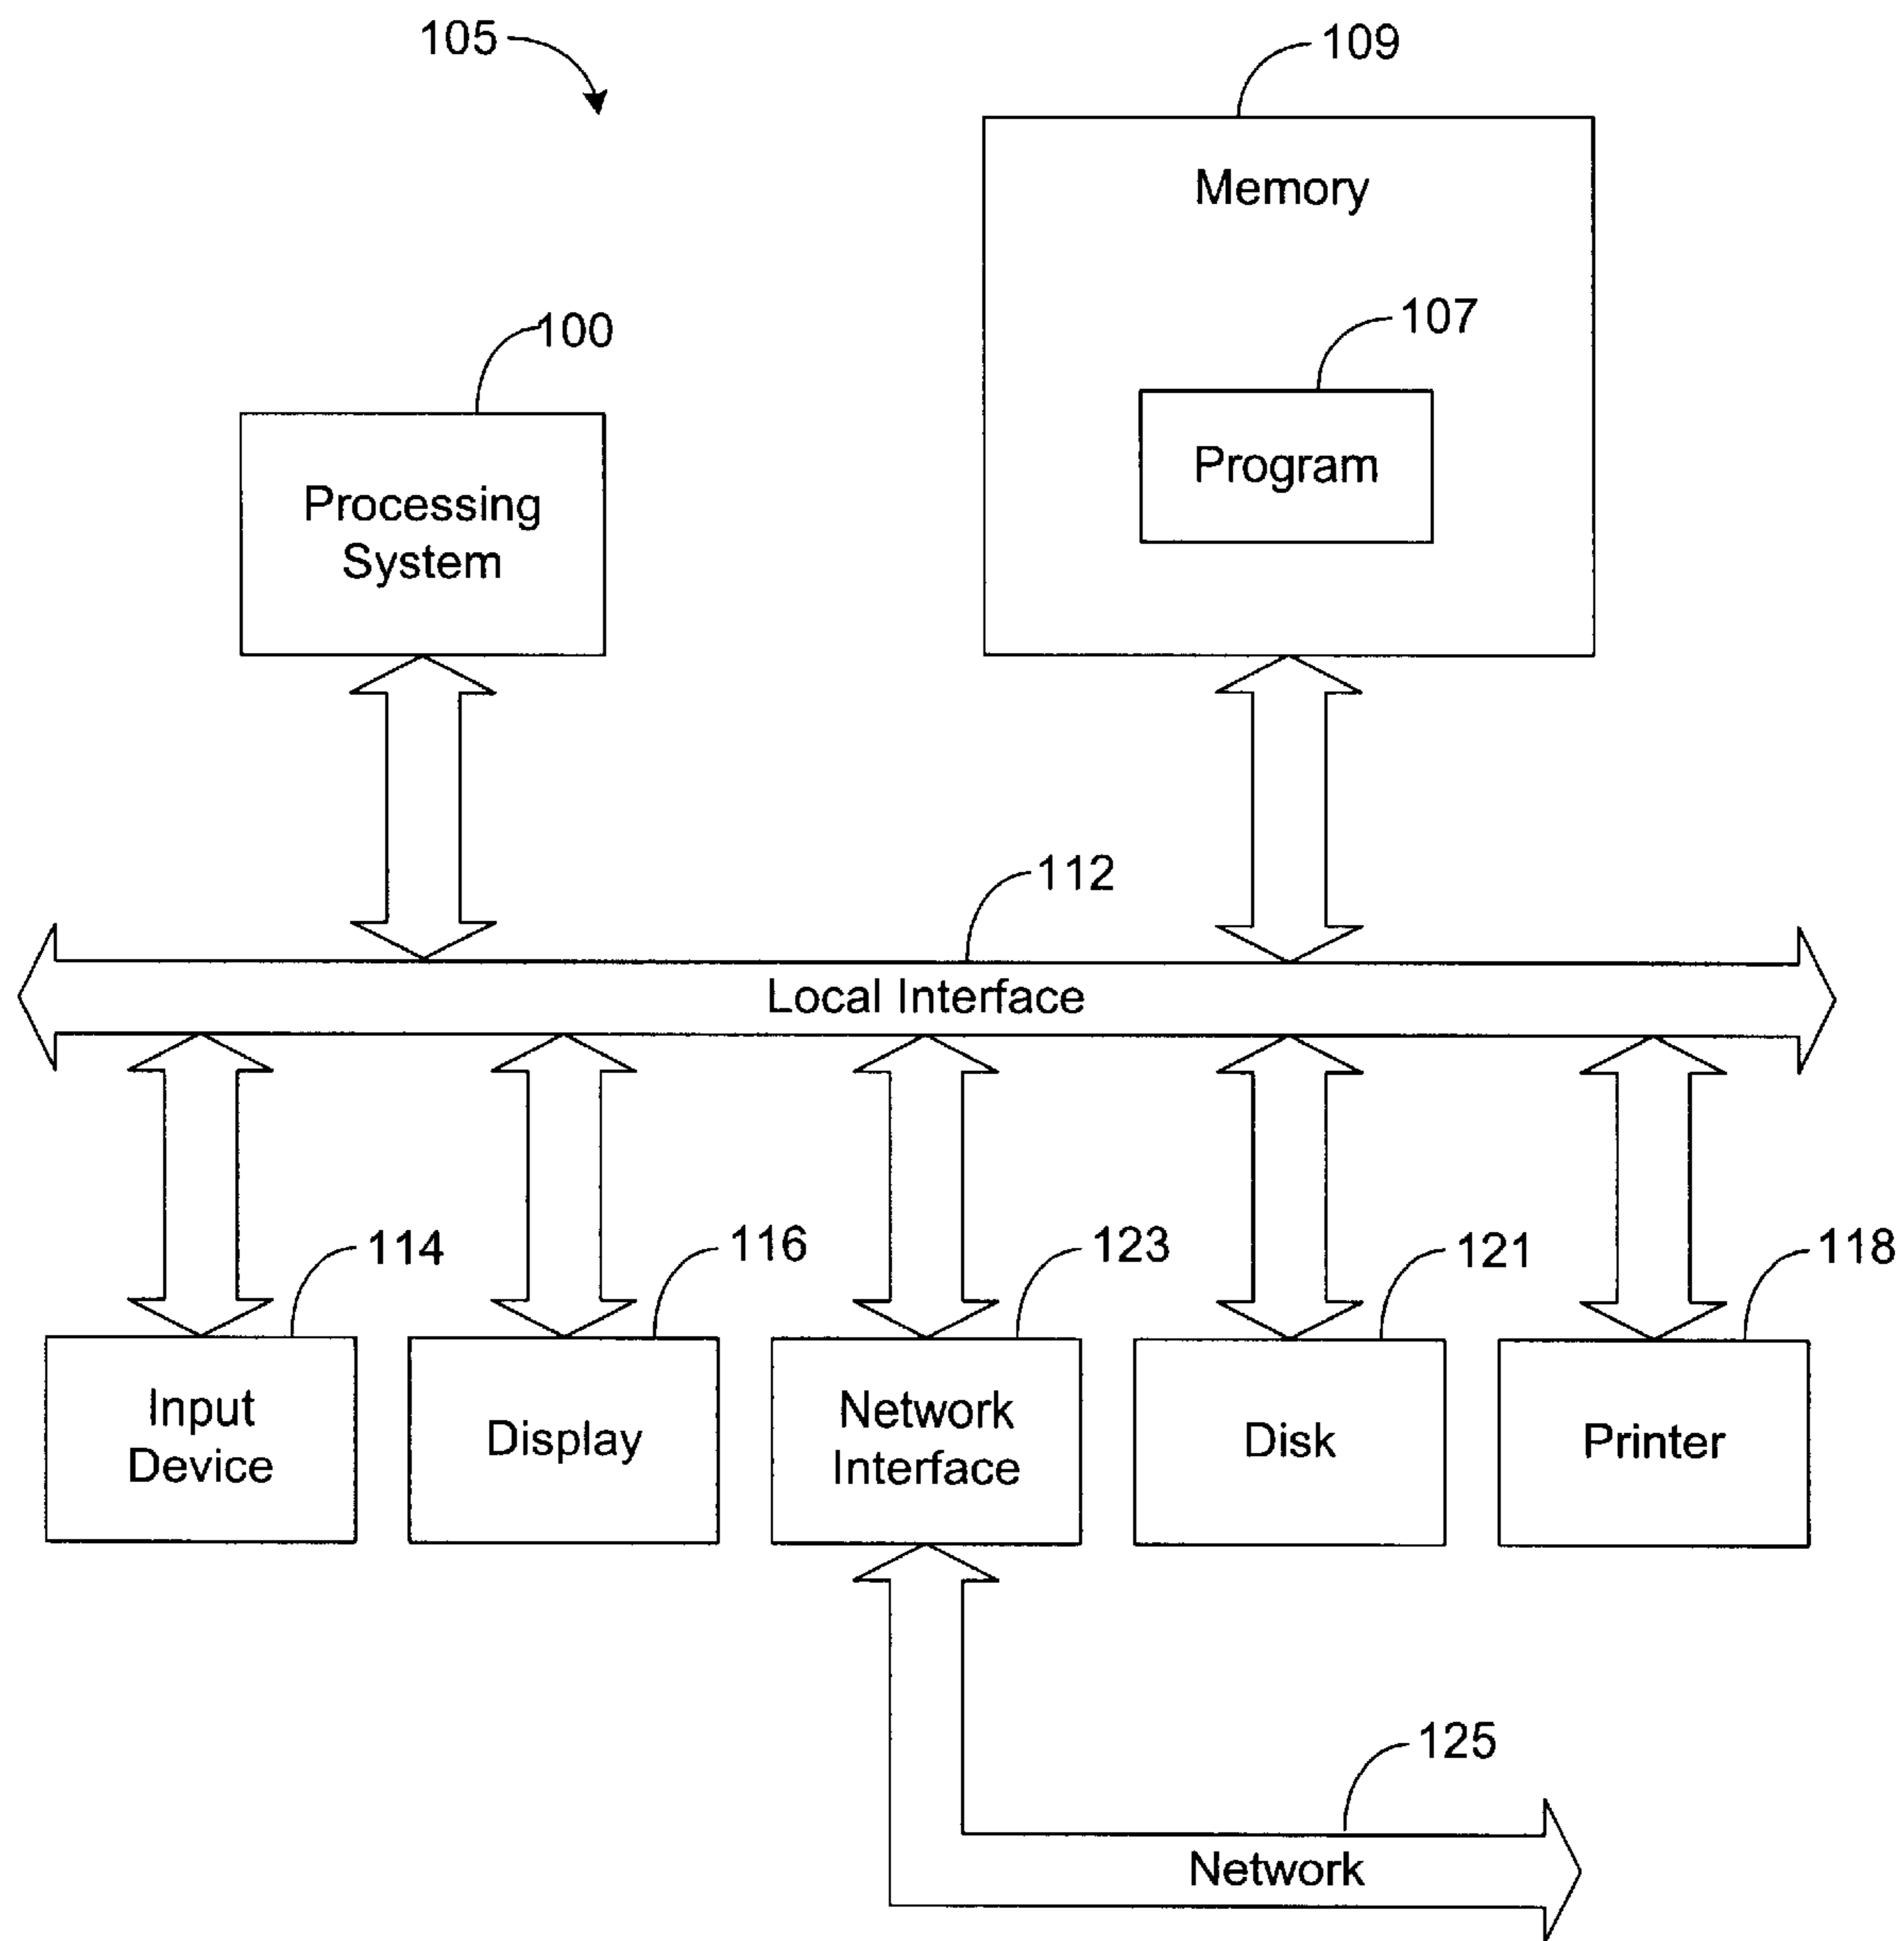 105
109
Memory
100
107
Program
Processing
System
112
Local Interface
114
116
123
121
118
Input
Device
Display
Network
Interface
Disk
Printer
125
Network